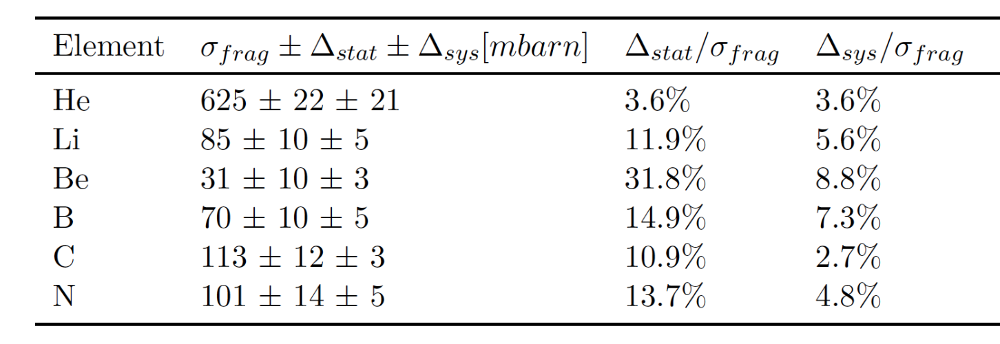 Element σ_frag ± Δ_stat ± Δ_sys[mbarn] Δ_stat/σ_frag Δ_sys/σ_frag
He 625 ± 22 ± 21 3.6% 3.6%
Li 85 ± 10 ± 5 11.9% 5.6%
Be 31 ± 10 ± 3 31.8% 8.8%
B 70 ± 10 ± 5 14.9% 7.3%
C 113 ± 12 ± 3 10.9% 2.7%
N 101 ± 14 ± 5 13.7% 4.8%